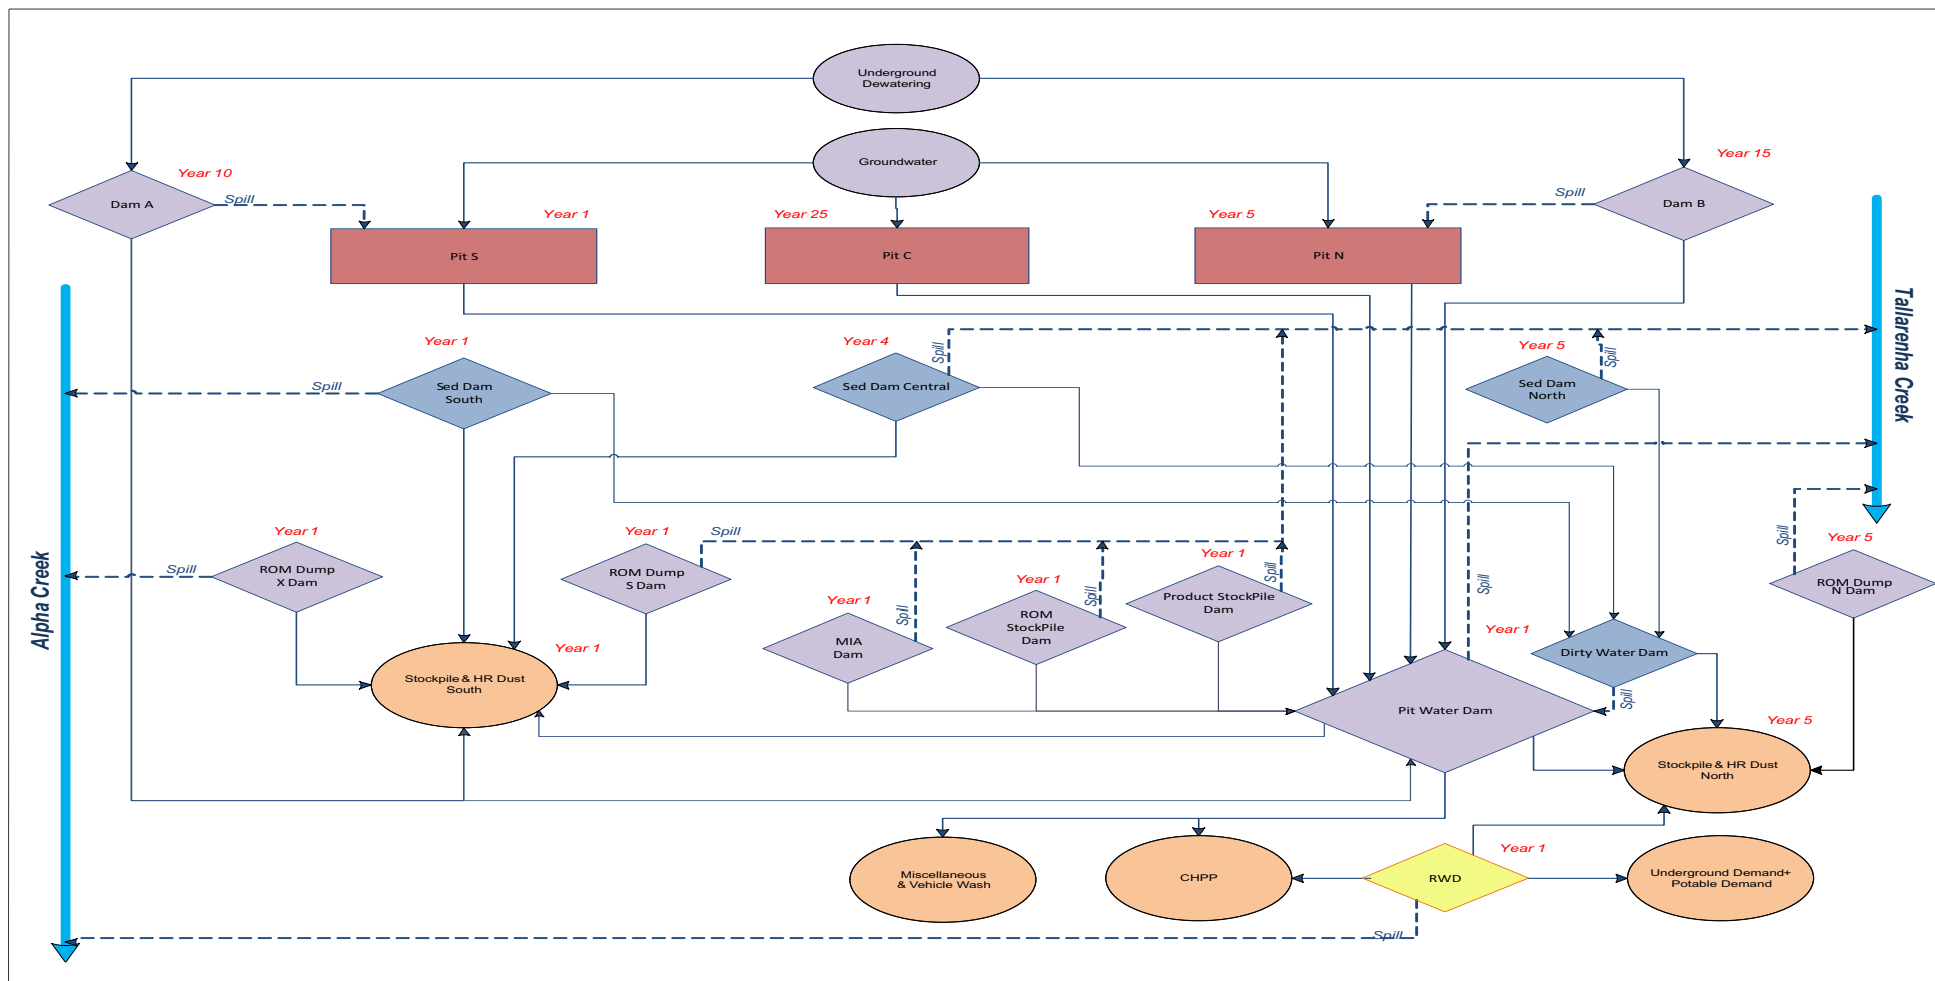 Underground
Dewatering
Groundwater
Year 10
Year 15
Dam A
Spill
Year 1
Year 25
Year 5
Spill
Dam B
Pit S
Pit C
Pit N
Tallarenha Creek
Year 1
Year 4
Spill
Year 5
Spill
Spill
Sed Dam
South
Sed Dam Central
Sed Dam
North
Alpha Creek
Year 1
Year 1
Spill
Spill
Year 5
Spill
ROM Dump
X Dam
ROM Dump
S Dam
Year 1
Spill
Product StockPile
Dam
Spill
ROM Dump
N Dam
Year 1
Spill
ROM
StockPile
Dam
Year 1
Spill
MIA
Dam
Year 1
Year 1
Dirty Water Dam
Stockpile & HR Dust
South
Spill
Pit Water Dam
Year 5
Stockpile & HR Dust
North
Year 1
Miscellaneous
& Vehicle Wash
CHPP
RWD
Underground Demand+
Potable Demand
Spill